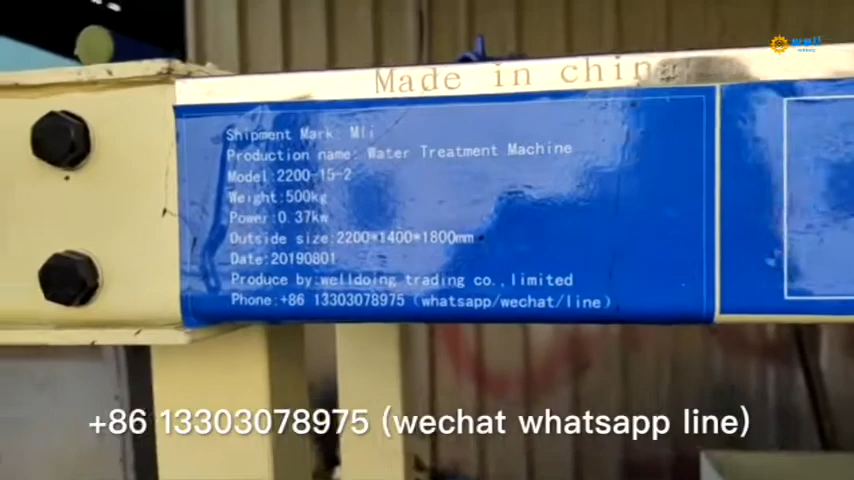 Made in china
Shipment Mark: Mli
Production name: Water Treatment Machine
Model:2200-15-2
Weight:500kg
Power:0.37kw
Outside size:2200*1400*1800mm
Date:20190801
Produce by:welldoing trading co.,limited
Phone:+86 13303078975 (whatsapp/wechat/line)
+86 13303078975 (wechat whatsapp line)